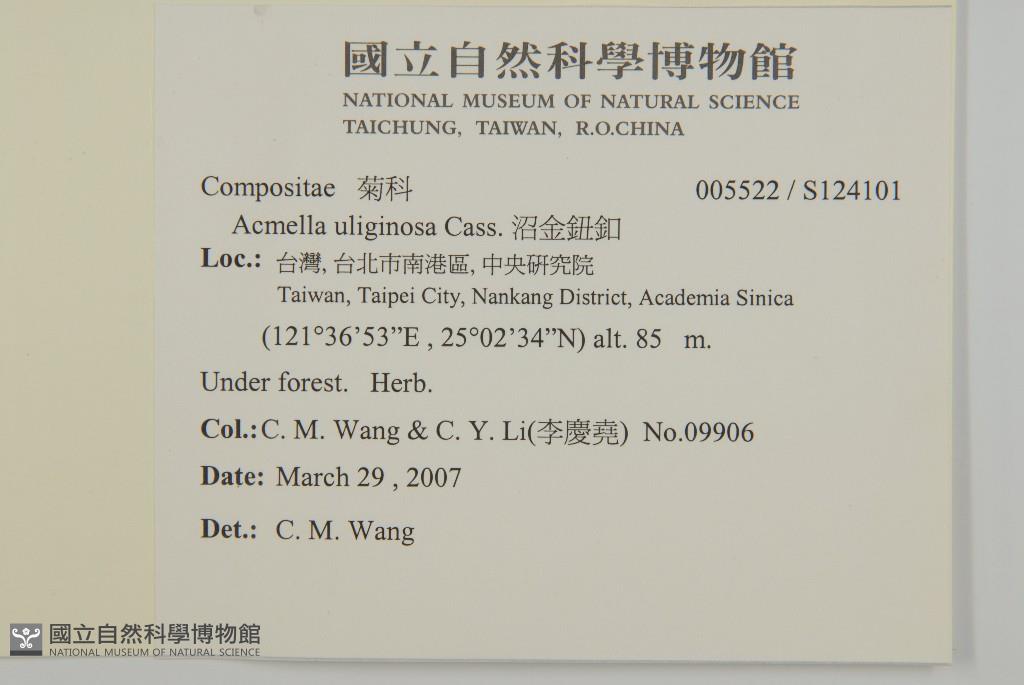 國立自然科學博物館
NATIONAL MUSEUM OF NATURAL SCIENCE
TAICHUNG, TAIWAN, R.O.CHINA
Compositae 菊科 005522 / S124101
Acmella uliginosa Cass. 沼金鈕釦
Loc.: 台灣, 台北市南港區, 中央研究院
Taiwan, Taipei City, Nankang District, Academia Sinica
(121°36’53”E , 25°02’34”N) alt. 85 m.
Under forest. Herb.
Col.: C. M. Wang & C. Y. Li(李慶堯) No.09906
Date: March 29 , 2007
Det.: C. M. Wang
國立自然科學博物館
NATIONAL MUSEUM OF NATURAL SCIENCE